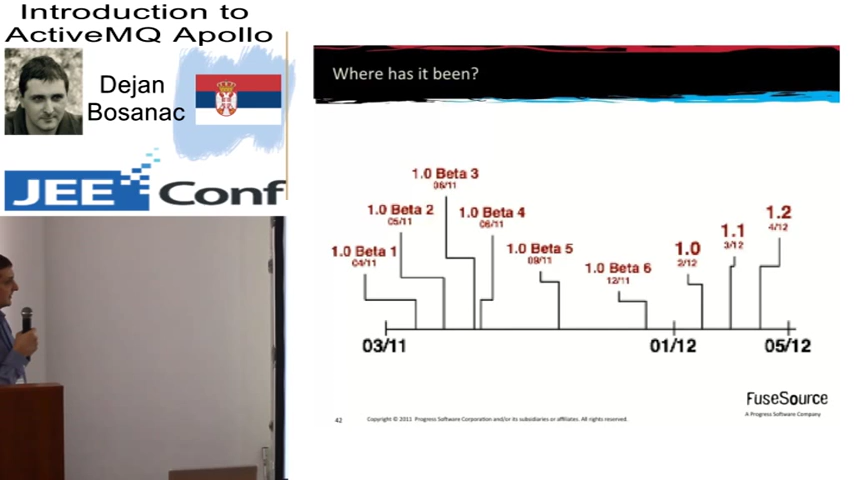 Introduction to
ActiveMQ Apollo
Dejan
Bosanac
JEE Conf
Where has it been?
1.0 Beta 3
06/11
1.0 Beta 2
05/11
1.0 Beta 4
06/11
1.2
4/12
1.1
3/12
1.0 Beta 1
04/11
1.0 Beta 5
09/11
1.0
2/12
1.0 Beta 6
12/11
03/11
01/12
05/12
FuseSource
A Progress Software Company
42
Copyright © 2011 Progress Software Corporation and/or its subsidiaries or affiliates. All rights reserved.